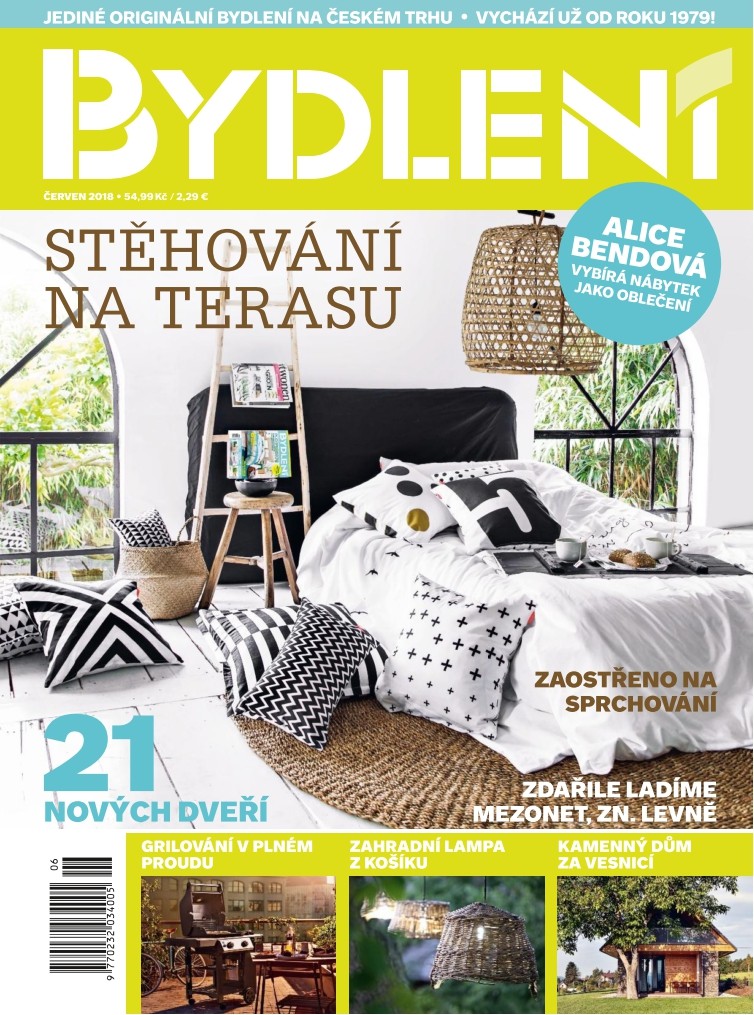 JEDINÉ ORIGINÁLNÍ BYDLENÍ NA ČESKÉM TRHU • VYCHÁZÍ UŽ OD ROKU 1979!
BYDLENÍ
ČERVEN 2018 • 54,99 Kč / 2,29 €
STĚHOVÁNÍ
NA TERASU
ALICE
BENDOVÁ
VYBÍRÁ NÁBYTEK
JAKO OBLEČENÍ
BYDLENÍ
ZAOSTŘENO NA
SPRCHOVÁNÍ
21
NOVÝCH DVEŘÍ
ZDAŘILE LADÍME
MEZONET, ZN. LEVNĚ
GRILOVÁNÍ V PLNÉM
PROUDU
ZAHRADNÍ LAMPA
Z KOŠÍKU
KAMENNÝ DŮM
ZA VESNICÍ
06
9 770232 034005